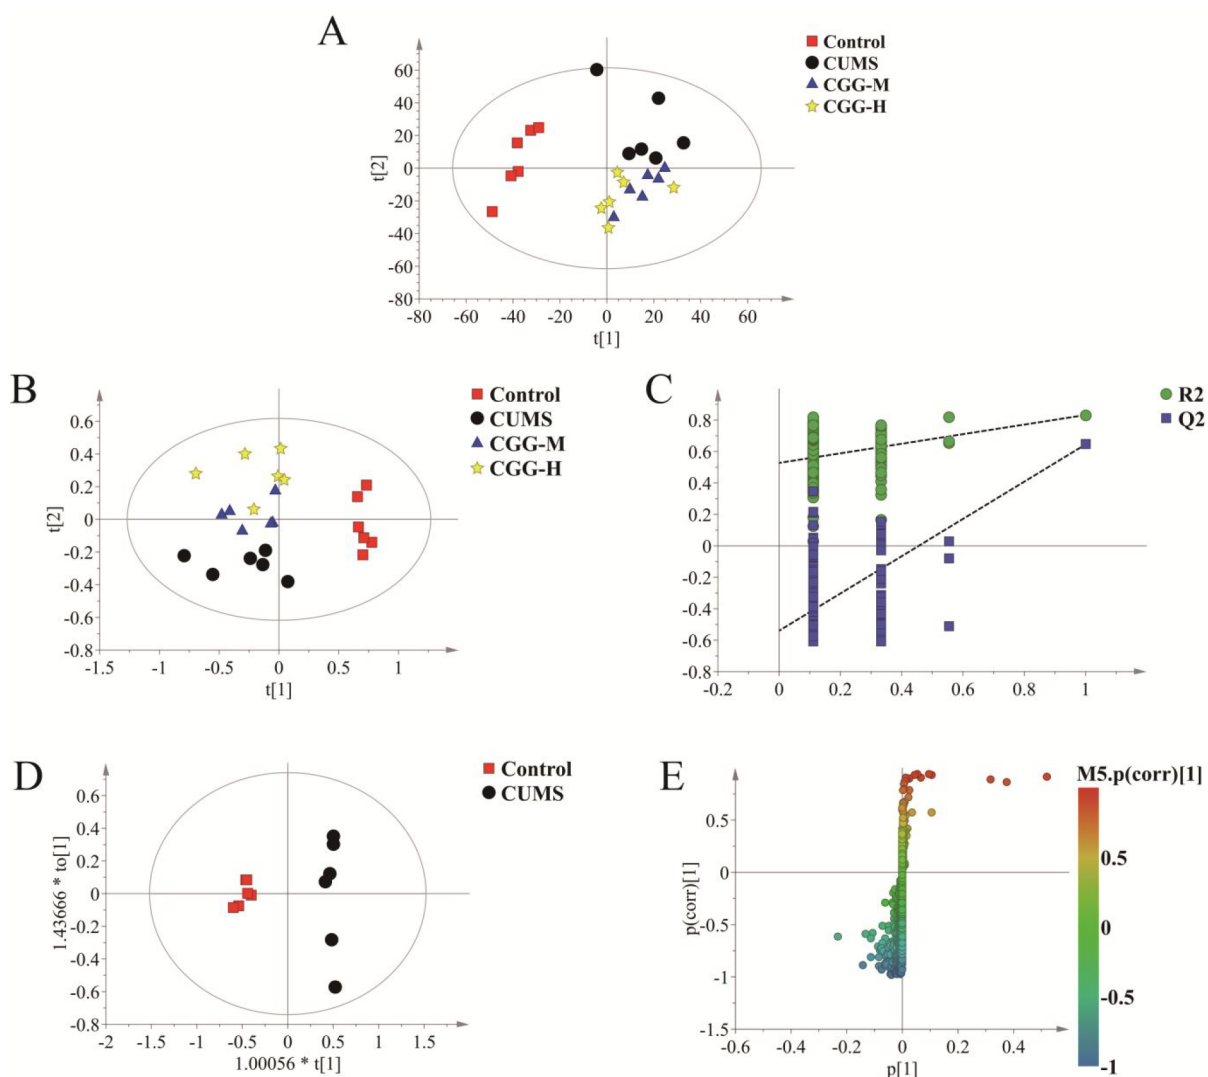 A
Control
CUMS
CGG-M
CGG-H
60
40
20
0
-20
-40
-60
-80
t[2]
-80 -60 -40 -20 0 20 40 60
t[1]
B
Control
CUMS
CGG-M
CGG-H
0.6
0.4
0.2
0
-0.2
-0.4
-0.6
-0.8
t[2]
-1.5 -1 -0.5 0 0.5 1
t[1]
C
R2
Q2
0.8
0.6
0.4
0.2
0
-0.2
-0.4
-0.6
-0.8
-0.2 0 0.2 0.4 0.6 0.8 1
D
Control
CUMS
0.6
0.4
0.2
0
-0.2
-0.4
-0.6
-0.8
1.43666 * to[1]
-2 -1.5 -1 -0.5 0 0.5 1 1.5 2
1.00056 * t[1]
E
M5.p(corr)[1]
0.5
0
-0.5
-1
-1.5
p(corr)[1]
-0.6 -0.4 -0.2 0 0.2 0.4 0.6
p[1]
0.5
0
-0.5
-1